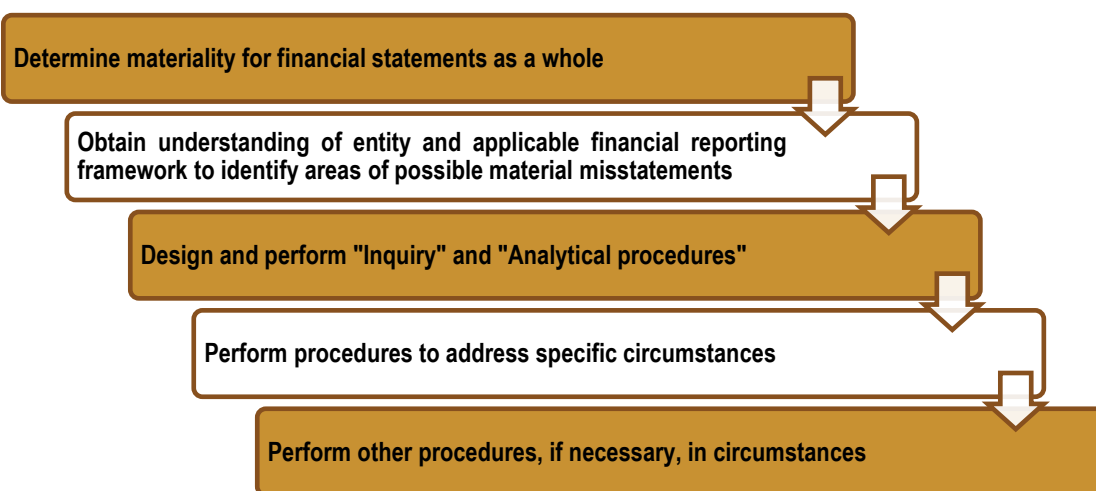 Determine materiality for financial statements as a whole
Obtain understanding of entity and applicable financial reporting
framework to identify areas of possible material misstatements
Design and perform "Inquiry" and "Analytical procedures"
Perform procedures to address specific circumstances
Perform other procedures, if necessary, in circumstances